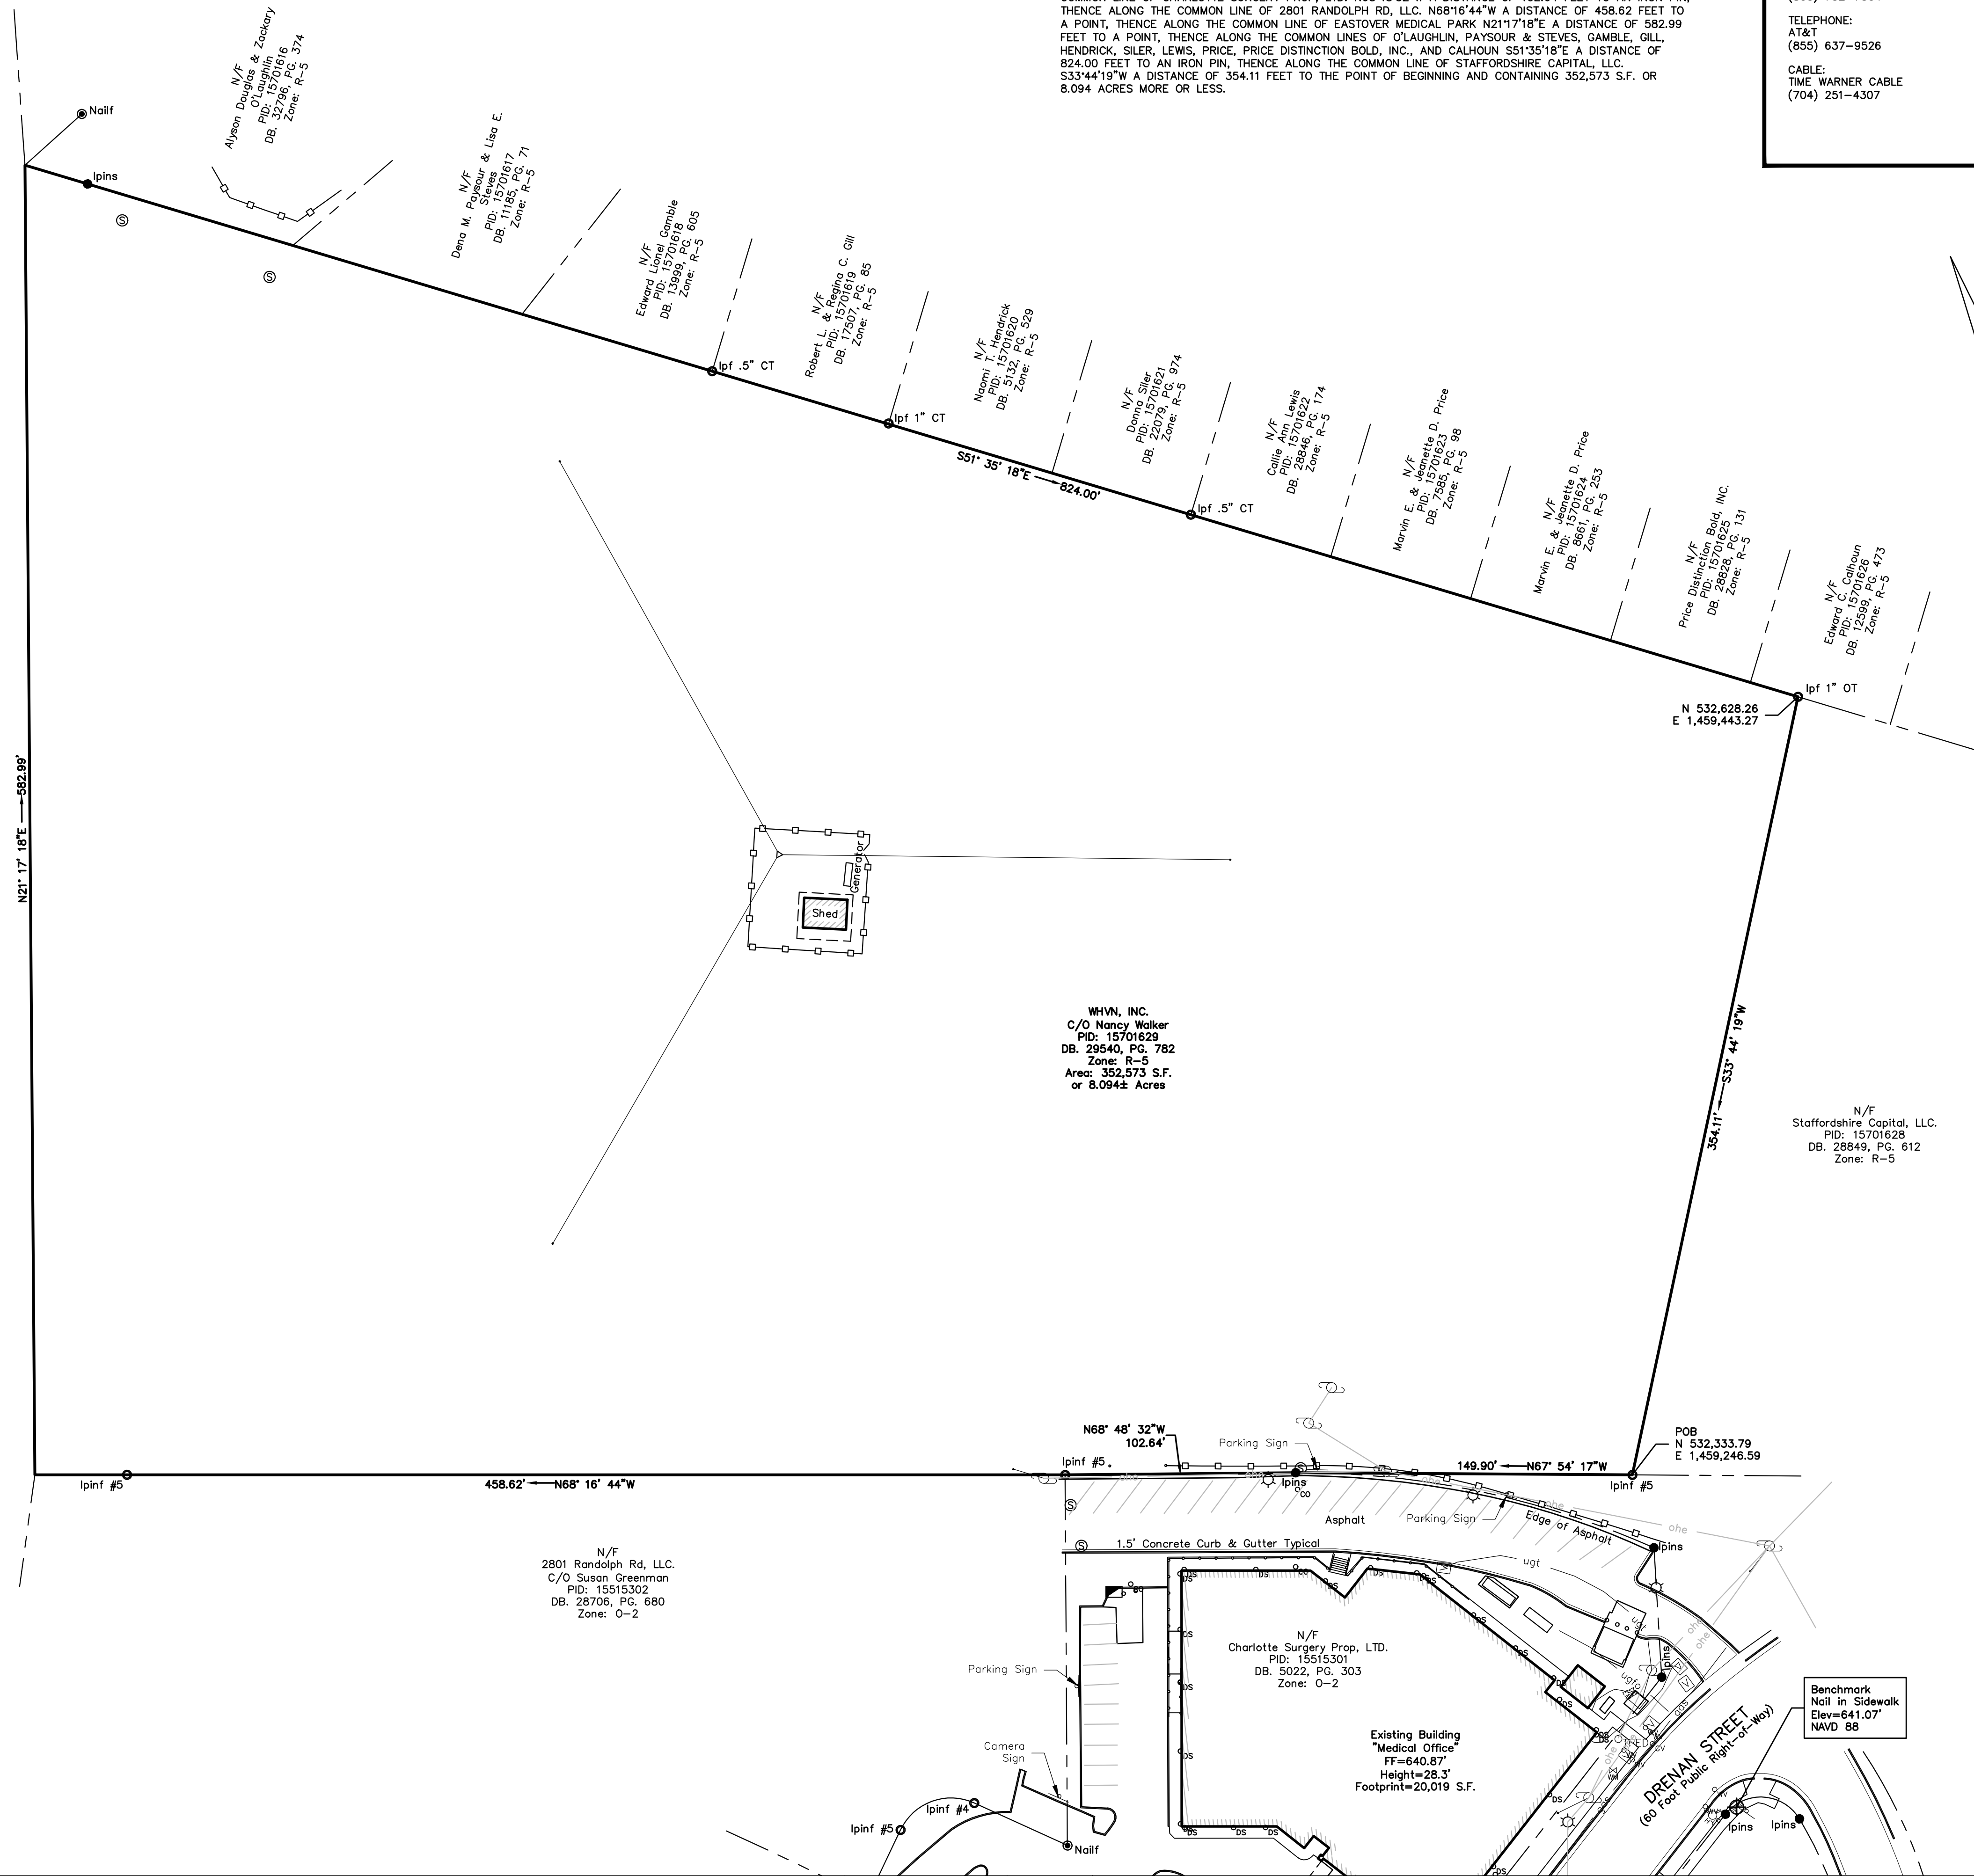 THENCE ALONG THE COMMON LINE OF 2801 RANDOLPH RD, LLC. N68°16'44"W A DISTANCE OF 458.62 FEET TO
A POINT, THENCE ALONG THE COMMON LINE OF EASTOVER MEDICAL PARK N21°17'18"E A DISTANCE OF 582.99
FEET TO A POINT, THENCE ALONG THE COMMON LINES OF O'LAUGHLIN, PAYSOUR & STEVES, GAMBLE, GILL,
HENDRICK, SILER, LEWIS, PRICE, PRICE DISTINCTION BOLD, INC., AND CALHOUN S51°35'18"E A DISTANCE OF
824.00 FEET TO AN IRON PIN, THENCE ALONG THE COMMON LINE OF STAFFORDSHIRE CAPITAL, LLC.
S33°44'19"W A DISTANCE OF 354.11 FEET TO THE POINT OF BEGINNING AND CONTAINING 352,573 S.F. OR
8.094 ACRES MORE OR LESS.
TELEPHONE:
AT&T
(855) 637-9526
CABLE:
TIME WARNER CABLE
(704) 251-4307
Nailf
Ipins
S
S
N/F
Alyson Douglas & Zackary
O'Laughlin
PID: 15701616
DB. 32796, PG. 374
Zone: R-5
N/F
Dena M. Paysour & Lisa E.
Steves
PID: 15701617
DB. 11185, PG. 71
Zone: R-5
N/F
Edward Lionel Gamble
PID: 15701618
DB. 13999, PG. 605
Zone: R-5
N/F
Robert L. & Regina C. Gill
PID: 15701619
DB. 17507, PG. 85
Zone: R-5
N/F
Naomi T. Hendrick
PID: 15701620
DB. 5132, PG. 529
Zone: R-5
N/F
Donna Siler
PID: 15701621
DB. 22079, PG. 974
Zone: R-5
N/F
Callie Ann Lewis
PID: 15701622
DB. 28846, PG. 174
Zone: R-5
N/F
Marvin E. & Jeanette D. Price
PID: 15701623
DB. 7585, PG. 98
Zone: R-5
N/F
Marvin E. & Jeanette D. Price
PID: 15701624
DB. 8661, PG. 253
Zone: R-5
N/F
Price Distinction Bold, INC.
PID: 15701625
DB. 28828, PG. 131
Zone: R-5
N/F
Edward C. Calhoun
PID: 15701626
DB. 12599, PG. 473
Zone: R-5
Ipf .5" CT
Ipf 1" CT
S51° 35' 18"E 824.00'
Ipf .5" CT
Ipf 1" OT
N 532,628.26
E 1,459,443.27
N21° 17' 18"E 582.99'
Generator
Shed
WHVN, INC.
C/O Nancy Walker
PID: 15701629
DB. 29540, PG. 782
Zone: R-5
Area: 352,573 S.F.
or 8.094± Acres
354.11' S33° 44' 19"W
N/F
Staffordshire Capital, LLC.
PID: 15701628
DB. 28849, PG. 612
Zone: R-5
POB
N 532,333.79
E 1,459,246.59
N68° 48' 32"W
102.64'
Parking Sign
149.90' N67° 54' 17"W
Ipinf #5
Ipinf #5
458.62' N68° 16' 44"W
Ipinf #5
Ipins
CO
Asphalt
Parking Sign
Edge of Asphalt
ohe
ohe
Ipins
1.5' Concrete Curb & Gutter Typical
ugt
N/F
2801 Randolph Rd, LLC.
C/O Susan Greenman
PID: 15515302
DB. 28706, PG. 680
Zone: O-2
N/F
Charlotte Surgery Prop, LTD.
PID: 15515301
DB. 5022, PG. 303
Zone: O-2
Parking Sign
Camera
Sign
Ipinf #4
Ipinf #5
Nailf
Existing Building
"Medical Office"
FF=640.87'
Height=28.3'
Footprint=20,019 S.F.
Ipins
DRENAN STREET
(60 Foot Public Right-of-Way)
Benchmark
Nail in Sidewalk
Elev=641.07'
NAVD 88
Ipins
Ipins